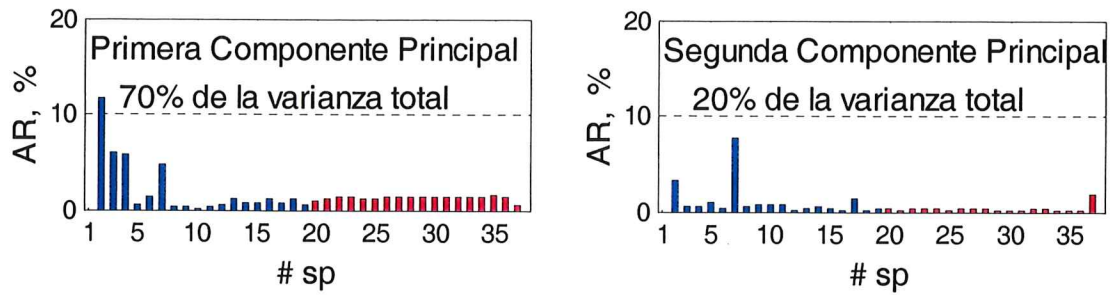 20
Primera Componente Principal
70% de la varianza total
10
0
AR, %
1 5 10 15 20 25 30 35
# sp
20
Segunda Componente Principal
20% de la varianza total
10
0
AR, %
1 5 10 15 20 25 30 35
# sp